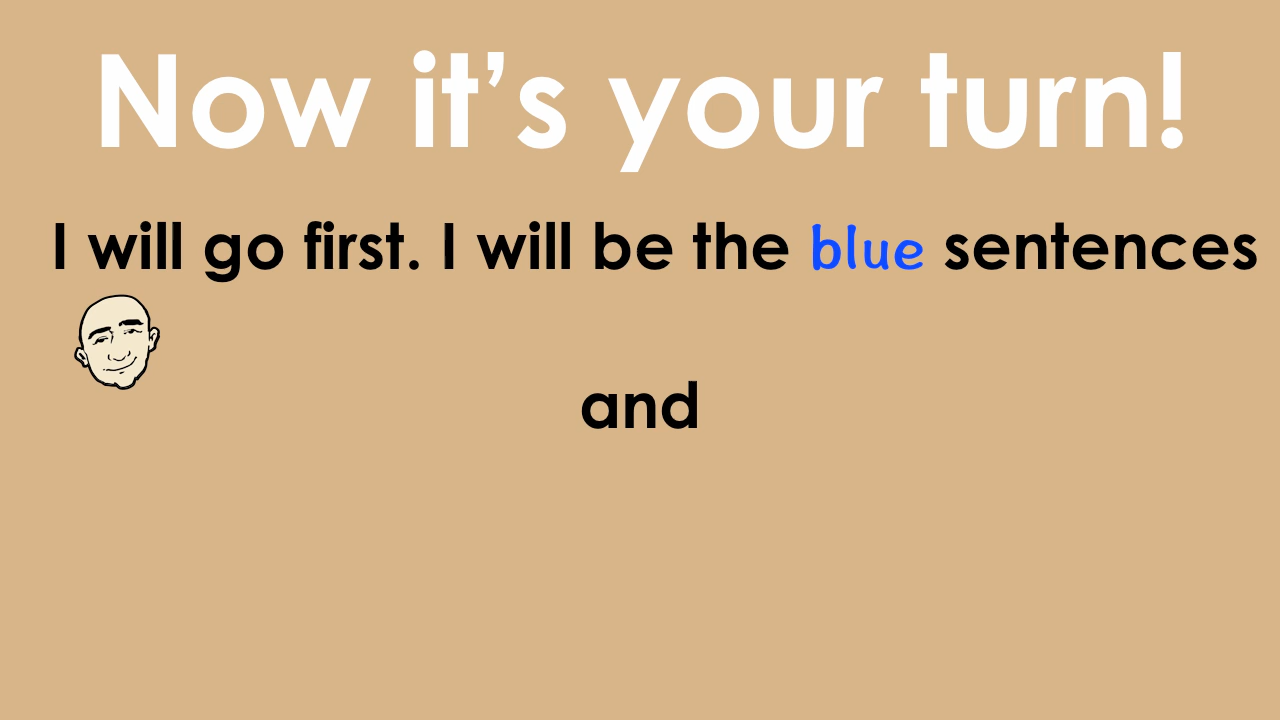 Now it’s your turn!
I will go first. I will be the blue sentences
and